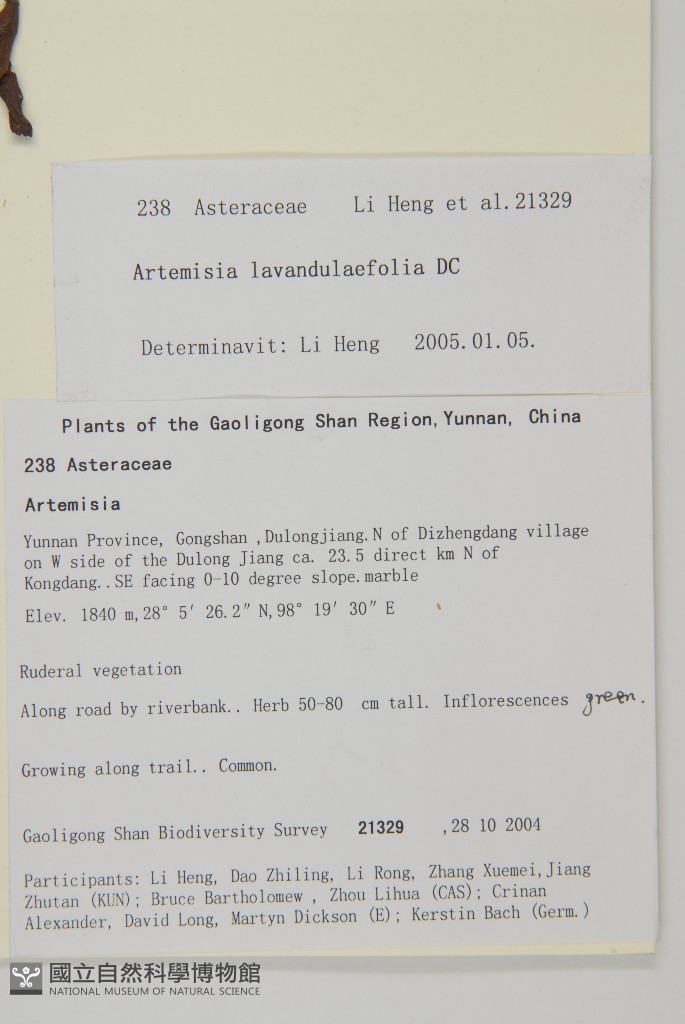 238 Asteraceae Li Heng et al.21329
Artemisia lavandulaefolia DC
Determinavit: Li Heng 2005.01.05.
Plants of the Gaoligong Shan Region,Yunnan, China
238 Asteraceae
Artemisia
Yunnan Province, Gongshan ,Dulongjiang.N of Dizhengdang village
on W side of the Dulong Jiang ca. 23.5 direct km N of
Kongdang..SE facing 0-10 degree slope.marble
Elev. 1840 m,28° 5′ 26.2″ N,98° 19′ 30″ E
Ruderal vegetation
Along road by riverbank.. Herb 50-80 cm tall. Inflorescences green.
Growing along trail.. Common.
Gaoligong Shan Biodiversity Survey 21329 ,28 10 2004
Participants: Li Heng, Dao Zhiling, Li Rong, Zhang Xuemei,Jiang
Zhutan (KUN); Bruce Bartholomew , Zhou Lihua (CAS); Crinan
Alexander, David Long, Martyn Dickson (E); Kerstin Bach (Germ.)
國立自然科學博物館
NATIONAL MUSEUM OF NATURAL SCIENCE